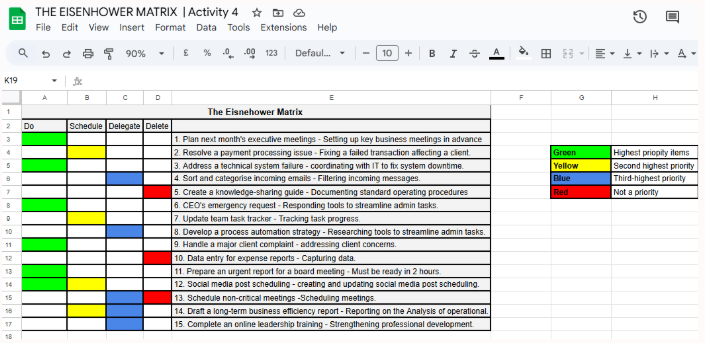 THE EISENHOWER MATRIX | Activity 4
File Edit View Insert Format Data Tools Extensions Help
90% £ % .0 .00 123 Defaul... − 10 + B I S A
K19 fx
A B C D E F G H
1 The Eisnehower Matrix
2 Do Schedule Delegate Delete
3 1. Plan next month's executive meetings - Setting up key business meetings in advance
4 2. Resolve a payment processing issue - Fixing a failed transaction affecting a client. Green Highest priopity items
5 3. Address a technical system failure - coordinating with IT to fix system downtime. Yellow Second highest priority
6 4. Sort and categorise incoming emails - Filtering incoming messages. Blue Third-highest priority
7 5. Create a knowledge-sharing guide - Documenting standard operating procedures Red Not a priority
8 6. CEO's emergency request - Responding tools to streamline admin tasks.
9 7. Update team task tracker - Tracking task progress.
10 8. Develop a process automation strategy - Researching tools to streamline admin tasks.
11 9. Handle a major client complaint - addressing client concerns.
12 10. Data entry for expense reports - Capturing data.
13 11. Prepare an urgent report for a board meeting - Must be ready in 2 hours.
14 12. Social media post scheduling - creating and updating social media post scheduling.
15 13. Schedule non-critical meetings -Scheduling meetings.
16 14. Draft a long-term business efficiency report - Reporting on the Analysis of operational.
17 15. Complete an online leadership training - Strengthening professional development.
18